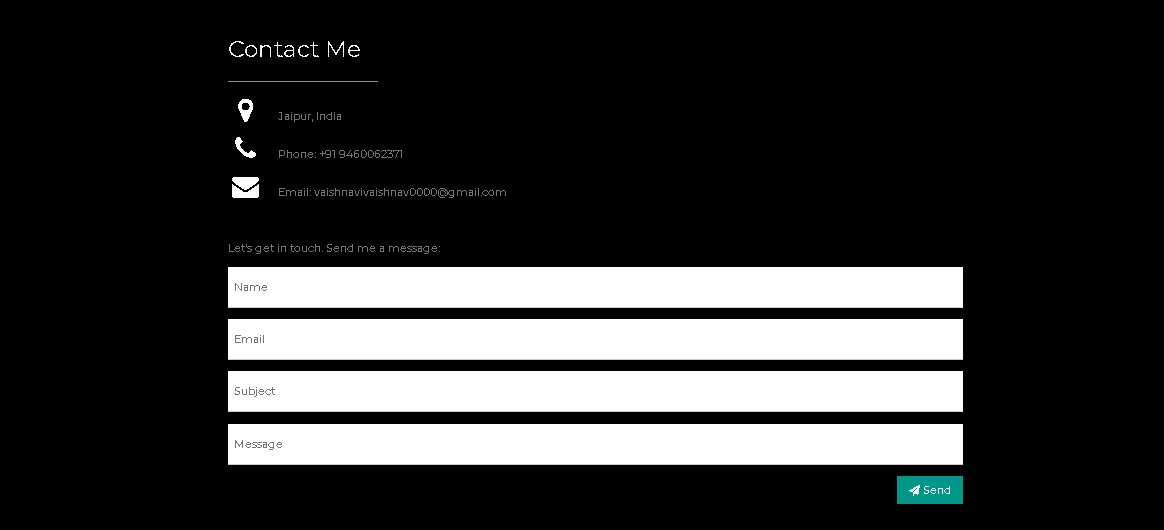 Contact Me
Jaipur, India
Phone: +91 9460062371
Email: vaishnavivaishnav0000@gmail.com
Let's get in touch. Send me a message:
Name
Email
Subject
Message
Send